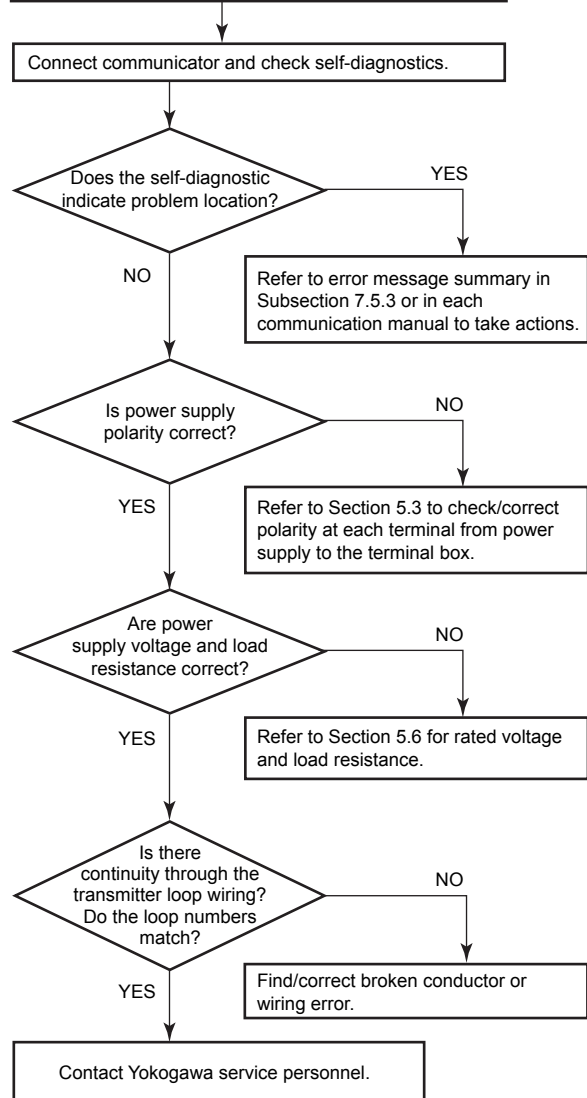 Connect communicator and check self-diagnostics.
Does the self-diagnostic
indicate problem location?
YES
NO
Refer to error message summary in
Subsection 7.5.3 or in each
communication manual to take actions.
Is power supply
polarity correct?
NO
YES
Refer to Section 5.3 to check/correct
polarity at each terminal from power
supply to the terminal box.
Are power
supply voltage and load
resistance correct?
NO
YES
Refer to Section 5.6 for rated voltage
and load resistance.
Is there
continuity through the
transmitter loop wiring?
Do the loop numbers
match?
NO
YES
Find/correct broken conductor or
wiring error.
Contact Yokogawa service personnel.